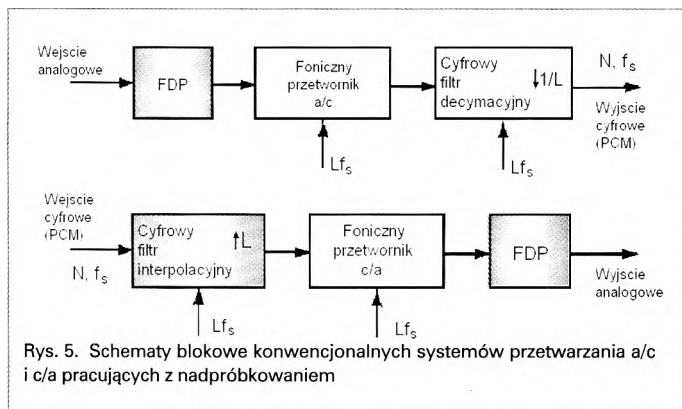 Wejscie
analogowe
FDP
Foniczny
przetwornik
a/c
Cyfrowy
filtr
decymacyjny
↓1/L
N, fs
Wyjscie
cyfrowe
(PCM)
Lfs
Lfs
Wejscie
cyfrowe
(PCM)
N, fs
Cyfrowy
filtr
interpolacyjny
↑L
Foniczny
przetwornik
c/a
FDP
Wyjscie
analogowe
Lfs
Lfs
Rys. 5. Schematy blokowe konwencjonalnych systemów przetwarzania a/c
i c/a pracujących z nadpróbkowaniem